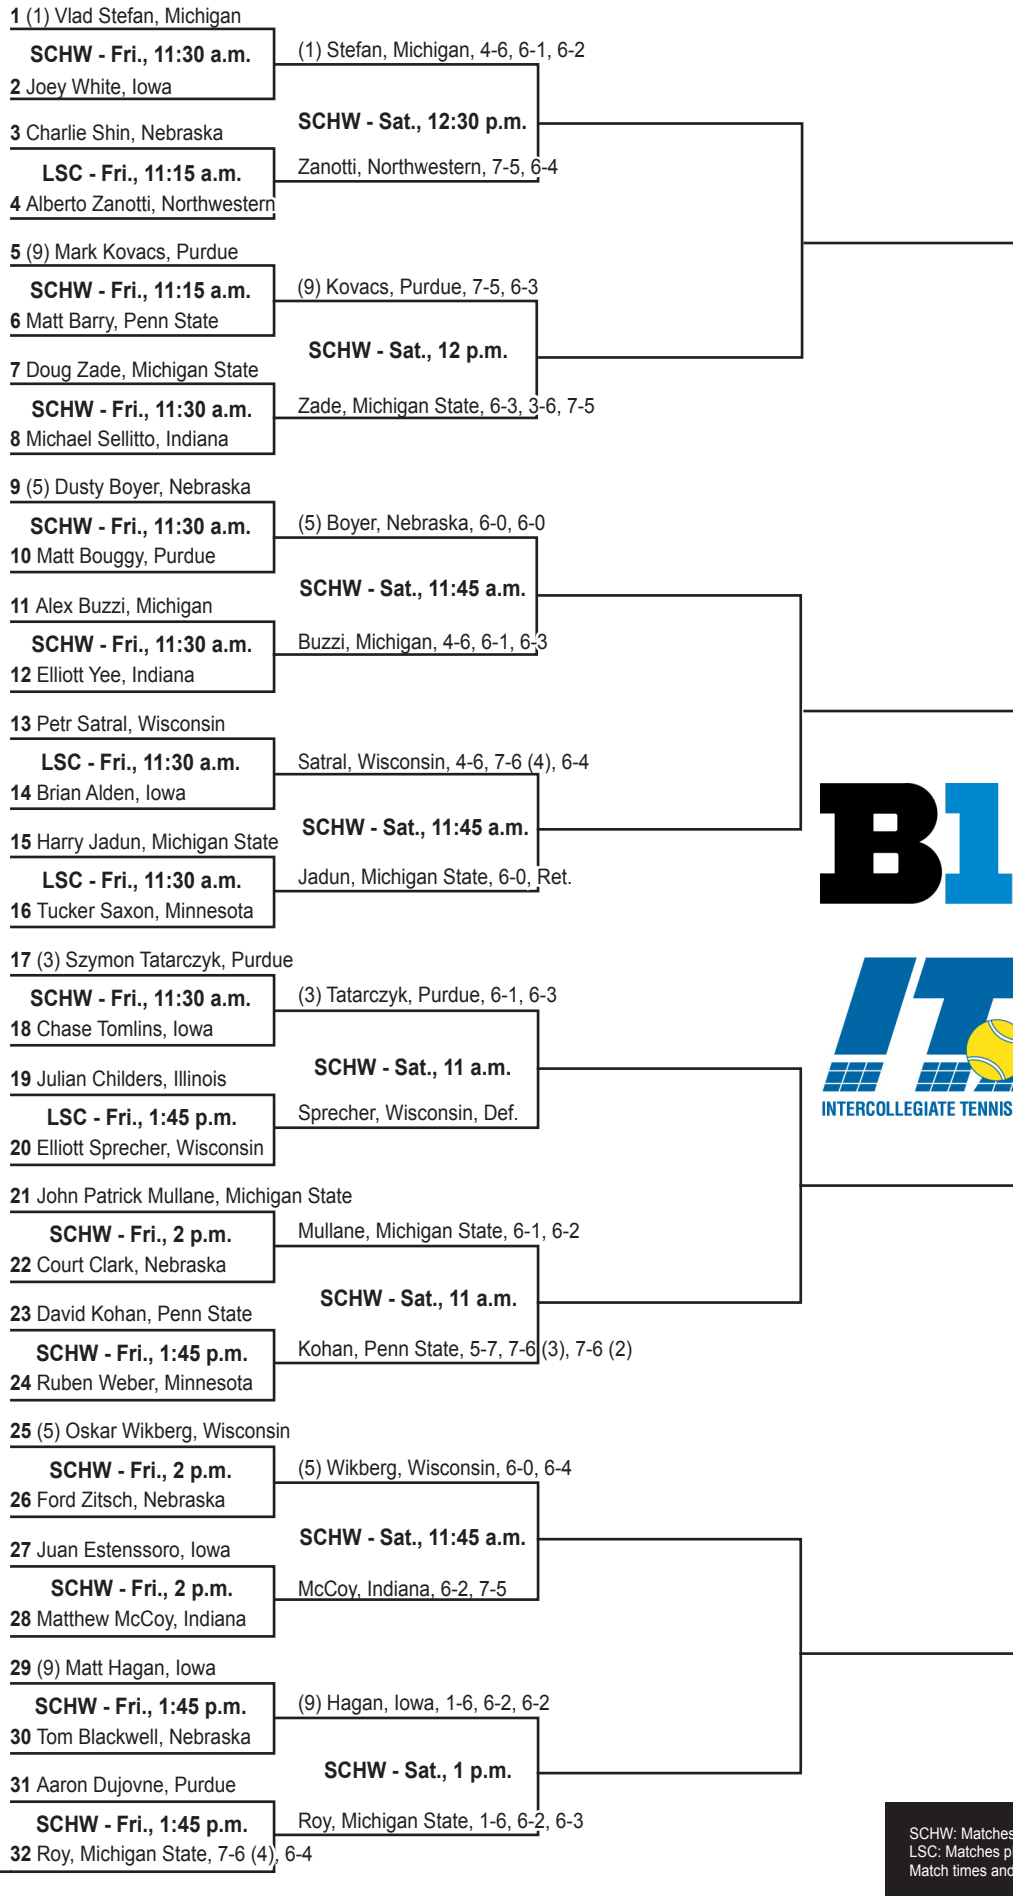 1 (1) Vlad Stefan, Michigan
SCHW - Fri., 11:30 a.m.
2 Joey White, Iowa
3 Charlie Shin, Nebraska
LSC - Fri., 11:15 a.m.
4 Alberto Zanotti, Northwestern
5 (9) Mark Kovacs, Purdue
SCHW - Fri., 11:15 a.m.
6 Matt Barry, Penn State
7 Doug Zade, Michigan State
SCHW - Fri., 11:30 a.m.
8 Michael Sellitto, Indiana
9 (5) Dusty Boyer, Nebraska
SCHW - Fri., 11:30 a.m.
10 Matt Bouggy, Purdue
11 Alex Buzzi, Michigan
SCHW - Fri., 11:30 a.m.
12 Elliott Yee, Indiana
13 Petr Satral, Wisconsin
LSC - Fri., 11:30 a.m.
14 Brian Alden, Iowa
15 Harry Jadun, Michigan State
LSC - Fri., 11:30 a.m.
16 Tucker Saxon, Minnesota
17 (3) Szymon Tatarczyk, Purdue
SCHW - Fri., 11:30 a.m.
18 Chase Tomlins, Iowa
19 Julian Childers, Illinois
LSC - Fri., 1:45 p.m.
20 Elliott Sprecher, Wisconsin
21 John Patrick Mullane, Michigan State
SCHW - Fri., 2 p.m.
22 Court Clark, Nebraska
23 David Kohan, Penn State
SCHW - Fri., 1:45 p.m.
24 Ruben Weber, Minnesota
25 (5) Oskar Wikberg, Wisconsin
SCHW - Fri., 2 p.m.
26 Ford Zitsch, Nebraska
27 Juan Estenssoro, Iowa
SCHW - Fri., 2 p.m.
28 Matthew McCoy, Indiana
29 (9) Matt Hagan, Iowa
SCHW - Fri., 1:45 p.m.
30 Tom Blackwell, Nebraska
31 Aaron Dujovne, Purdue
SCHW - Fri., 1:45 p.m.
32 Roy, Michigan State, 7-6 (4), 6-4
(1) Stefan, Michigan, 4-6, 6-1, 6-2
SCHW - Sat., 12:30 p.m.
Zanotti, Northwestern, 7-5, 6-4
(9) Kovacs, Purdue, 7-5, 6-3
SCHW - Sat., 12 p.m.
Zade, Michigan State, 6-3, 3-6, 7-5
(5) Boyer, Nebraska, 6-0, 6-0
SCHW - Sat., 11:45 a.m.
Buzzi, Michigan, 4-6, 6-1, 6-3
Satral, Wisconsin, 4-6, 7-6 (4), 6-4
SCHW - Sat., 11:45 a.m.
Jadun, Michigan State, 6-0, Ret.
(3) Tatarczyk, Purdue, 6-1, 6-3
SCHW - Sat., 11 a.m.
Sprecher, Wisconsin, Def.
Mullane, Michigan State, 6-1, 6-2
SCHW - Sat., 11 a.m.
Kohan, Penn State, 5-7, 7-6 (3), 7-6 (2)
(5) Wikberg, Wisconsin, 6-0, 6-4
SCHW - Sat., 11:45 a.m.
McCoy, Indiana, 6-2, 7-5
(9) Hagan, Iowa, 1-6, 6-2, 6-2
SCHW - Sat., 1 p.m.
Roy, Michigan State, 1-6, 6-2, 6-3
B1
IT
INTERCOLLEGIATE TENNIS
SCHW: Matches
LSC: Matches p
Match times and